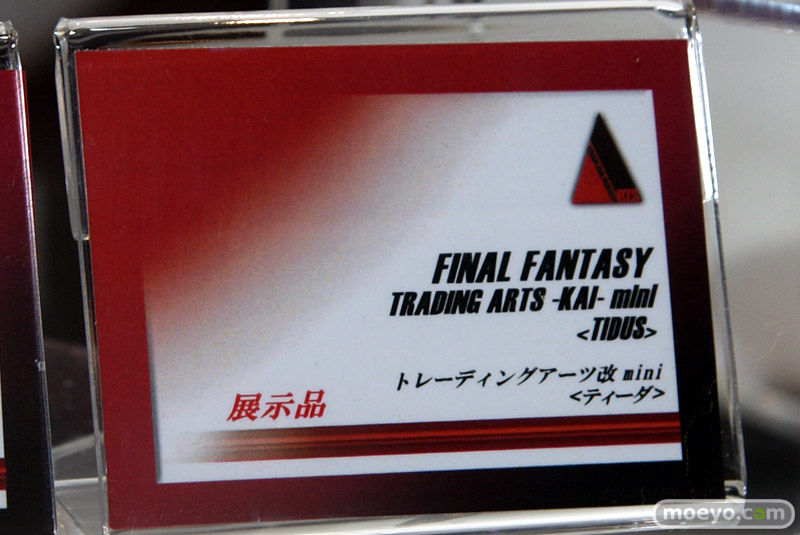 FINAL FANTASY
TRADING ARTS -KAI- mini
<TIDUS>
トレーディングアーツ改 mini
<ティーダ>
展示品
moeyo.com